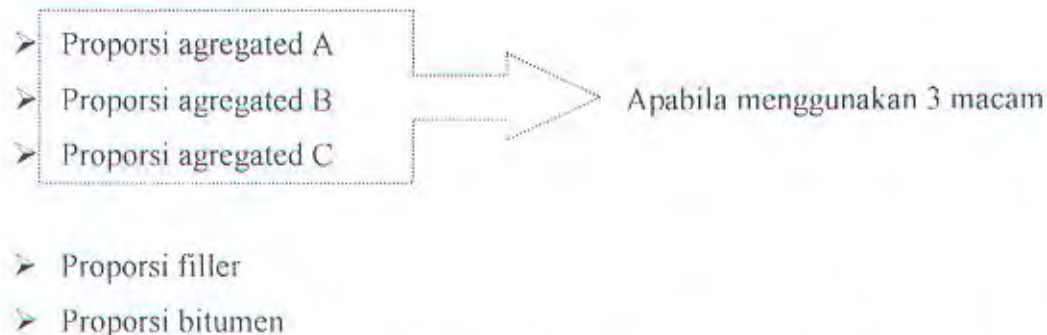 ➢ Proporsi agregated A
➢ Proporsi agregated B
Apabila menggunakan 3 macam
➢ Proporsi agregated C
➢ Proporsi filler
➢ Proporsi bitumen